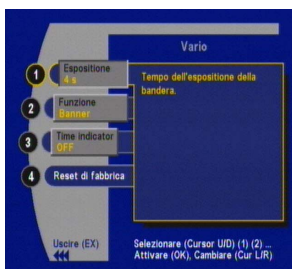 Vario
1 Esposizione
4 s
Tempo dell'esposizione della
bandera.
2 Funzione
Banner
3 Time indicator
OFF
4 Reset di fabbrica
Uscire (EX)
Selezionare (Cursor U/D) (1) (2) ...
Attivare (OK), Cambiare (Cur L/R)